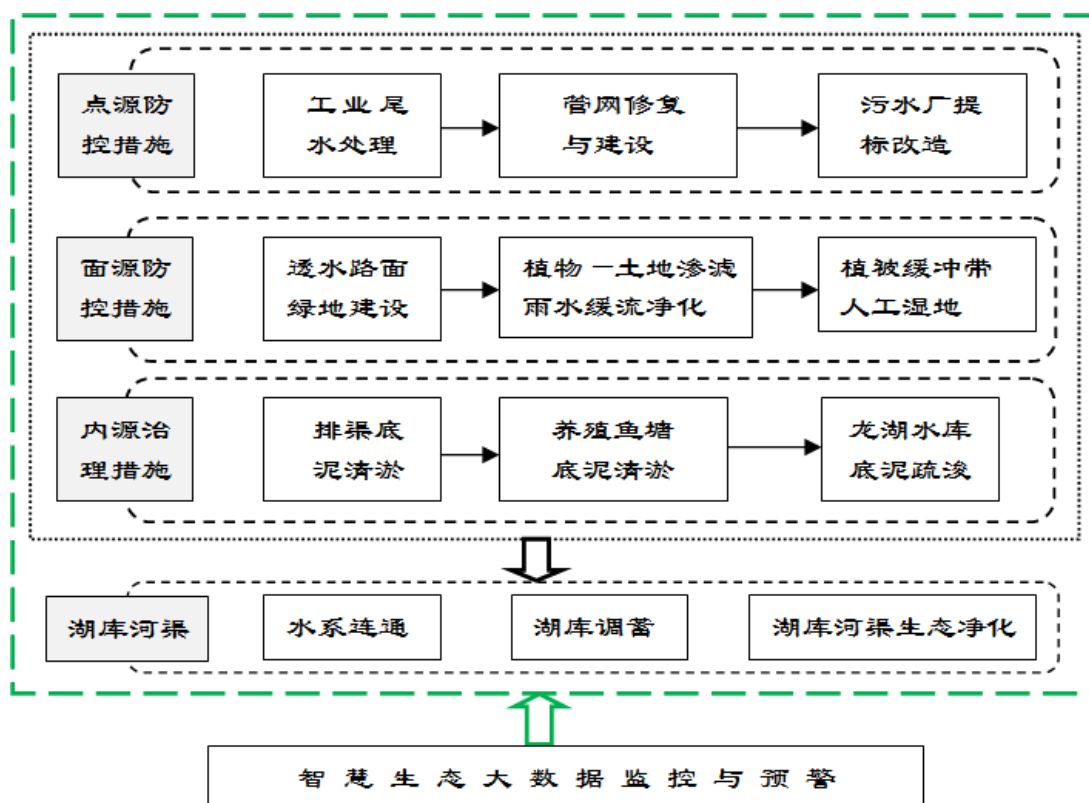 点源防
控措施
工业尾
水处理
管网修复
与建设
污水厂提
标改造
面源防
控措施
透水路面
绿地建设
植物－土地渗滤
雨水缓流净化
植被缓冲带
人工湿地
内源治
理措施
排渠底
泥清淤
养殖鱼塘
底泥清淤
龙湖水库
底泥疏浚
湖库河渠
水系连通
湖库调蓄
湖库河渠生态净化
智慧生态大数据监控与预警